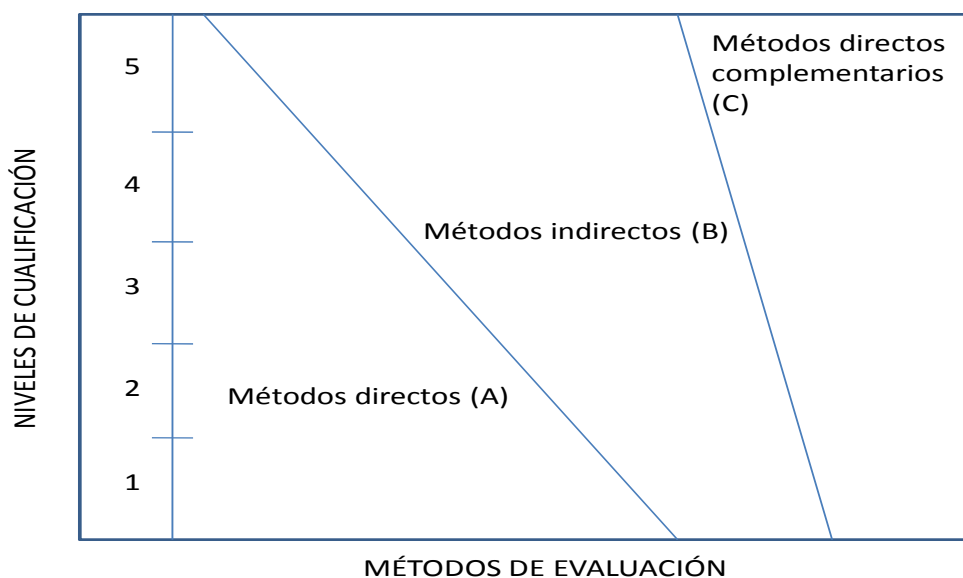 Métodos directos
complementarios
(C)
5
4
Métodos indirectos (B)
3
2
Métodos directos (A)
1
NIVELES DE CUALIFICACIÓN
MÉTODOS DE EVALUACIÓN